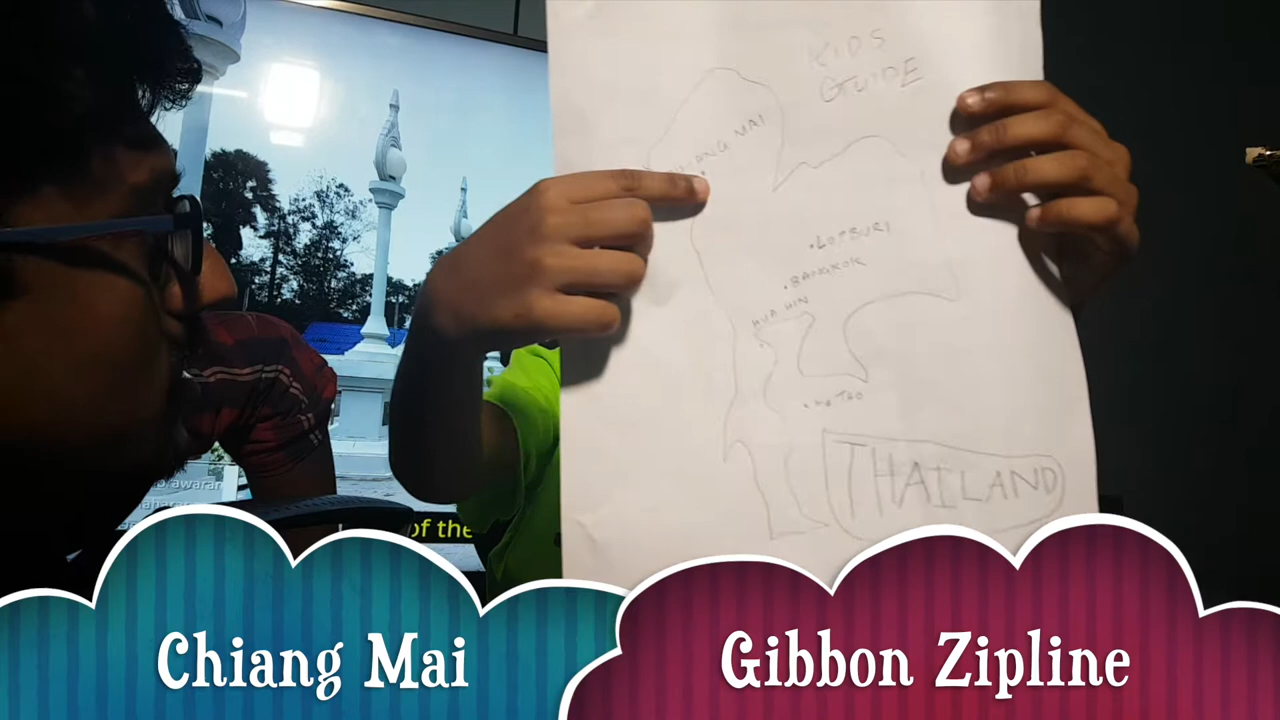 KIDS
GUIDE
CHIANG MAI
LOPBURI
BANGKOK
HUA HIN
THAILAND
of the
Chiang Mai
Gibbon Zipline